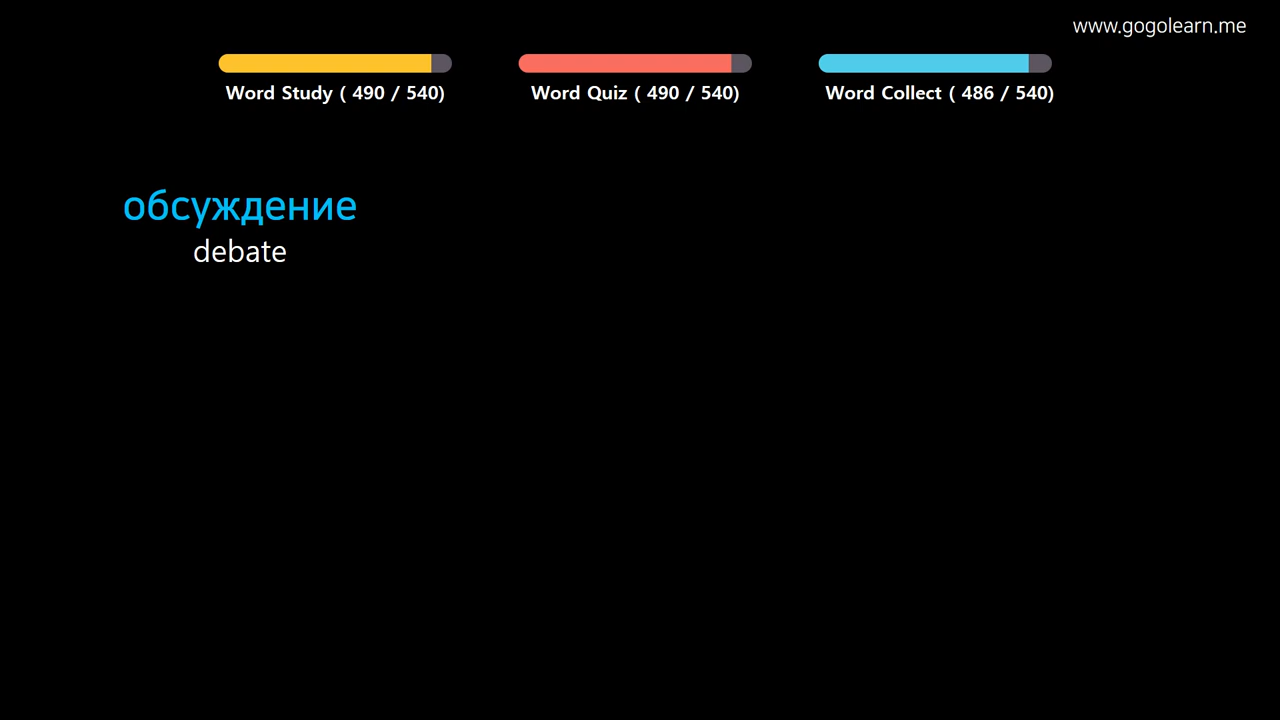 www.gogolearn.me
Word Study ( 490 / 540)
Word Quiz ( 490 / 540)
Word Collect ( 486 / 540)
обсуждение
debate